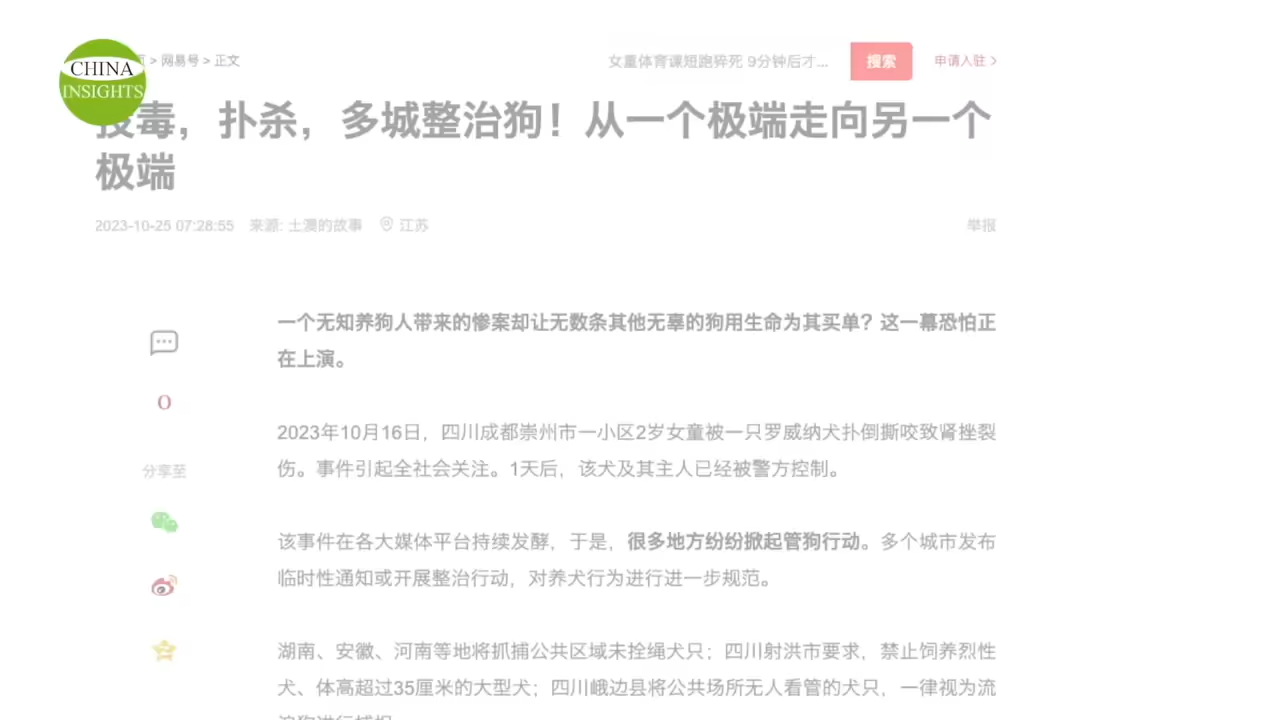 CHINA
INSIGHTS
> 网易号 > 正文
女童体育课短跑猝死 9分钟后才...
搜索
申请入驻 >
投毒，扑杀，多城整治狗！从一个极端走向另一个
极端
2023-10-25 07:28:55 来源: 土澳的故事 江苏
举报
一个无知养狗人带来的惨案却让无数条其他无辜的狗用生命为其买单？这一幕恐怕正
在上演。
0
2023年10月16日，四川成都崇州市一小区2岁女童被一只罗威纳犬扑倒撕咬致肾挫裂
伤。事件引起全社会关注。1天后，该犬及其主人已经被警方控制。
分享至
该事件在各大媒体平台持续发酵，于是，很多地方纷纷掀起管狗行动。多个城市发布
临时性通知或开展整治行动，对养犬行为进行进一步规范。
湖南、安徽、河南等地将抓捕公共区域未拴绳犬只；四川射洪市要求，禁止饲养烈性
犬、体高超过35厘米的大型犬；四川峨边县将公共场所无人看管的犬只，一律视为流